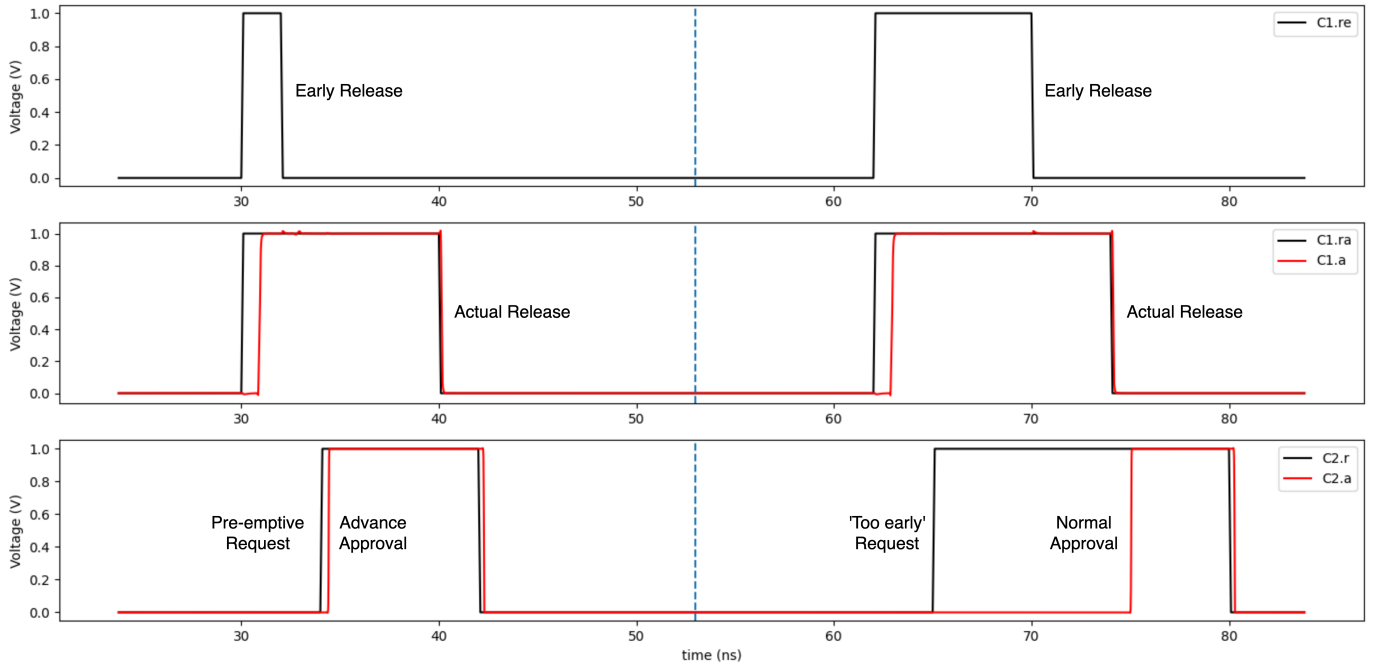 1.0
0.8
0.6
0.4
0.2
0.0
Voltage (V)
C1.re
Early Release
Early Release
30 40 50 60 70 80
1.0
0.8
0.6
0.4
0.2
0.0
Voltage (V)
C1.ra
C1.a
Actual Release
Actual Release
30 40 50 60 70 80
1.0
0.8
0.6
0.4
0.2
0.0
Voltage (V)
C2.r
C2.a
Pre-emptive
Request
Advance
Approval
'Too early'
Request
Normal
Approval
30 40 50 60 70 80
time (ns)